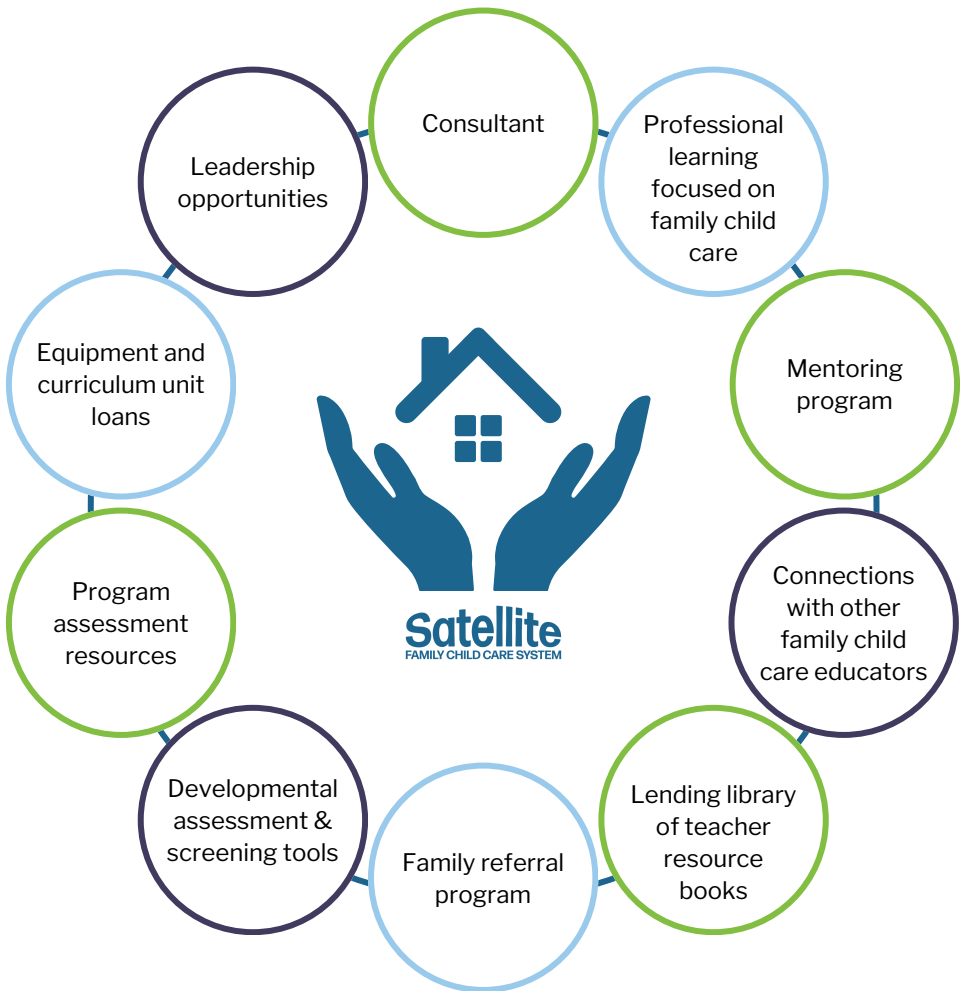 Consultant
Professional
learning
focused on
family child
care
Mentoring
program
Connections
with other
family child
care educators
Lending library
of teacher
resource
books
Family referral
program
Developmental
assessment &
screening tools
Program
assessment
resources
Equipment and
curriculum unit
loans
Leadership
opportunities
Satellite
FAMILY CHILD CARE SYSTEM